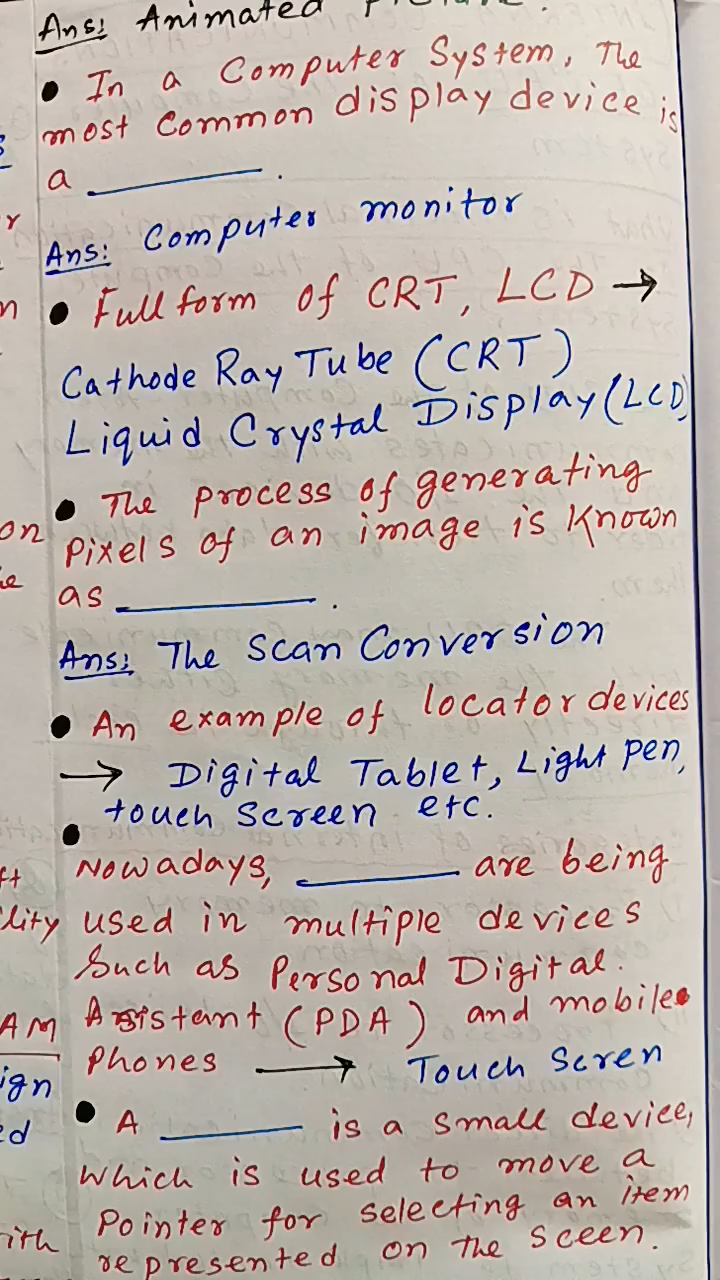 Ans: Animated
• In a Computer System, The
most common display device is
a ________.
Ans: Computer monitor
• Full form of CRT, LCD →
Cathode Ray Tube (CRT)
Liquid Crystal Display (LCD)
• The process of generating
Pixels of an image is known
as ________.
Ans: The Scan Conversion
• An example of locator devices
→ Digital Tablet, Light pen,
touch screen etc.
•
Nowadays, ________ are being
used in multiple devices
Such as Personal Digital.
Assistant (PDA) and mobile
Phones → Touch Scren
• A ________ is a small device,
which is used to move a
Pointer for selecting an item
represented on the sceen.